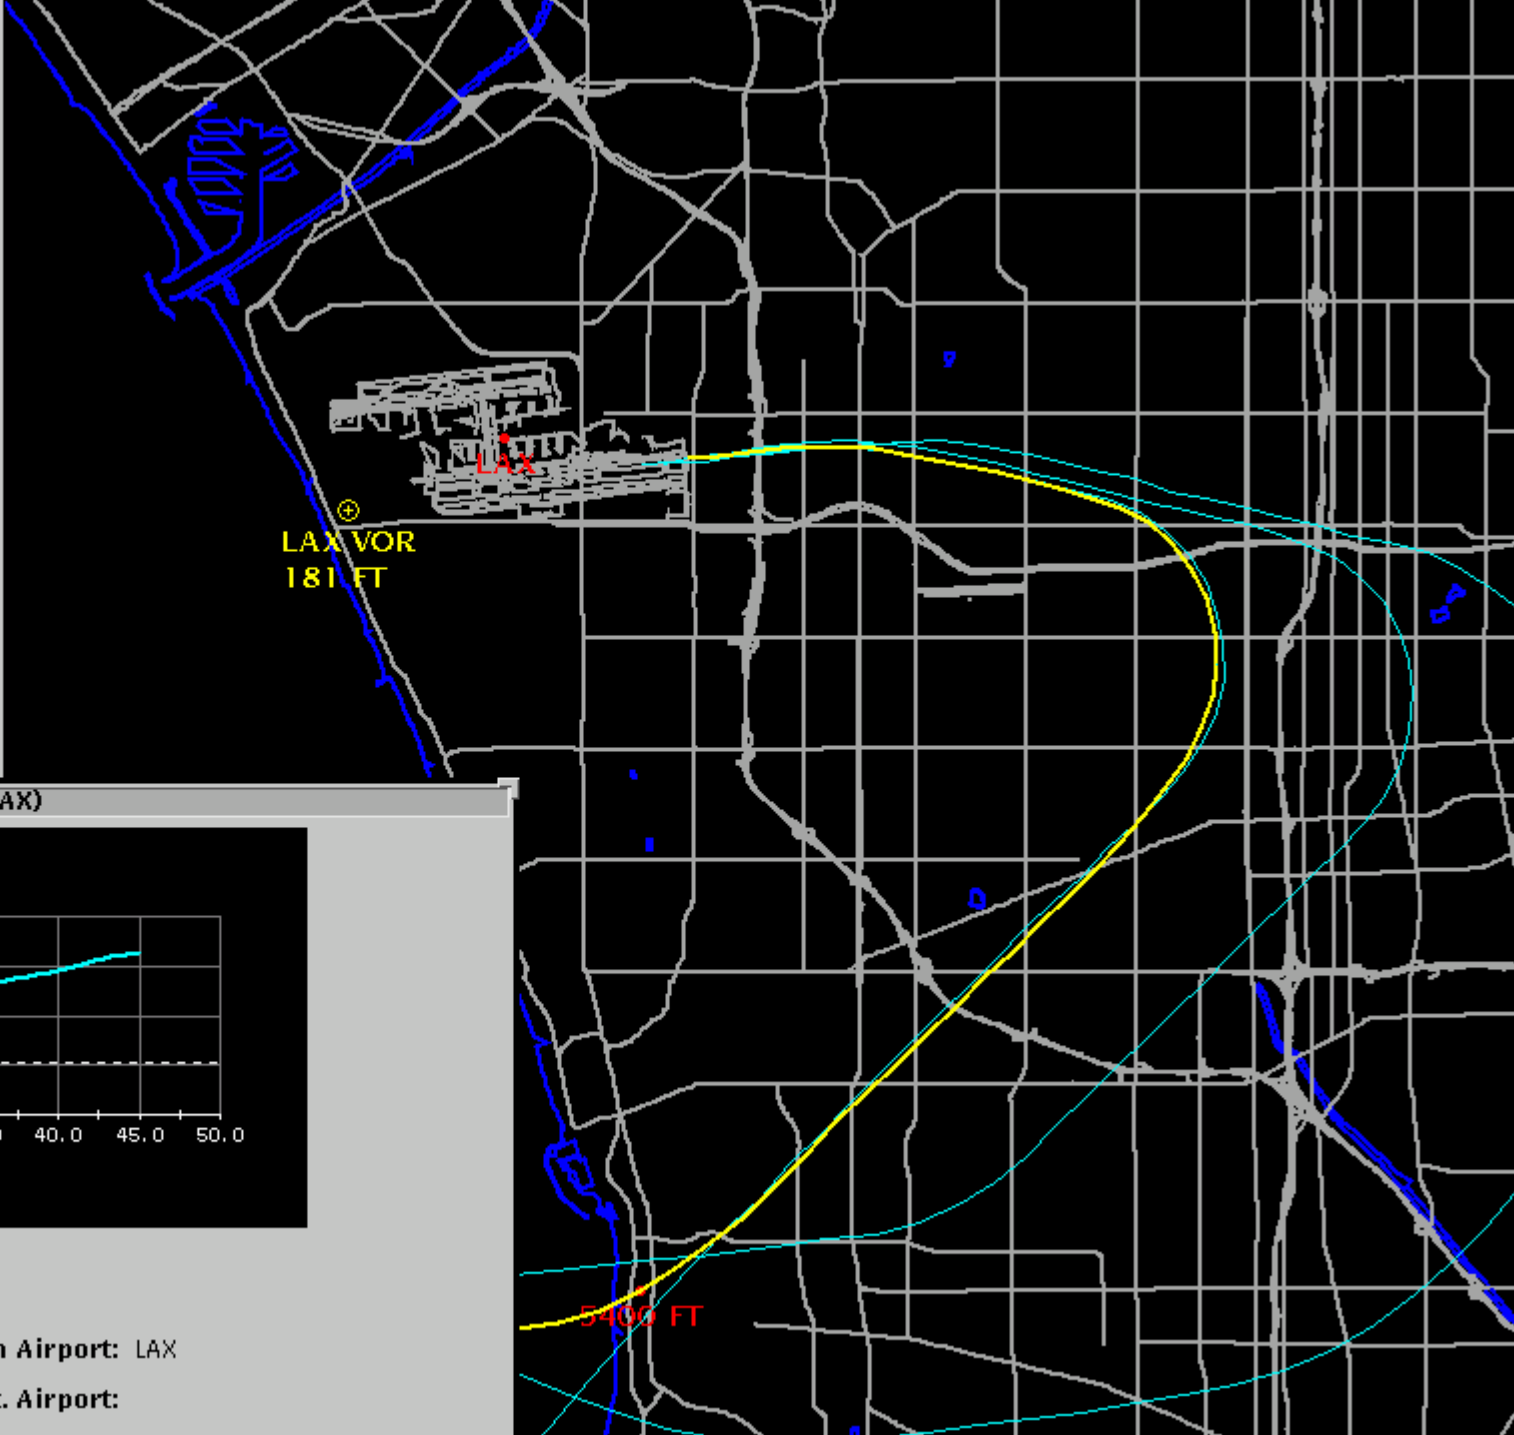 LAX
LAX VOR
181 FT
AX)
40.0 45.0 50.0
5400 FT
Airport: LAX
. Airport: